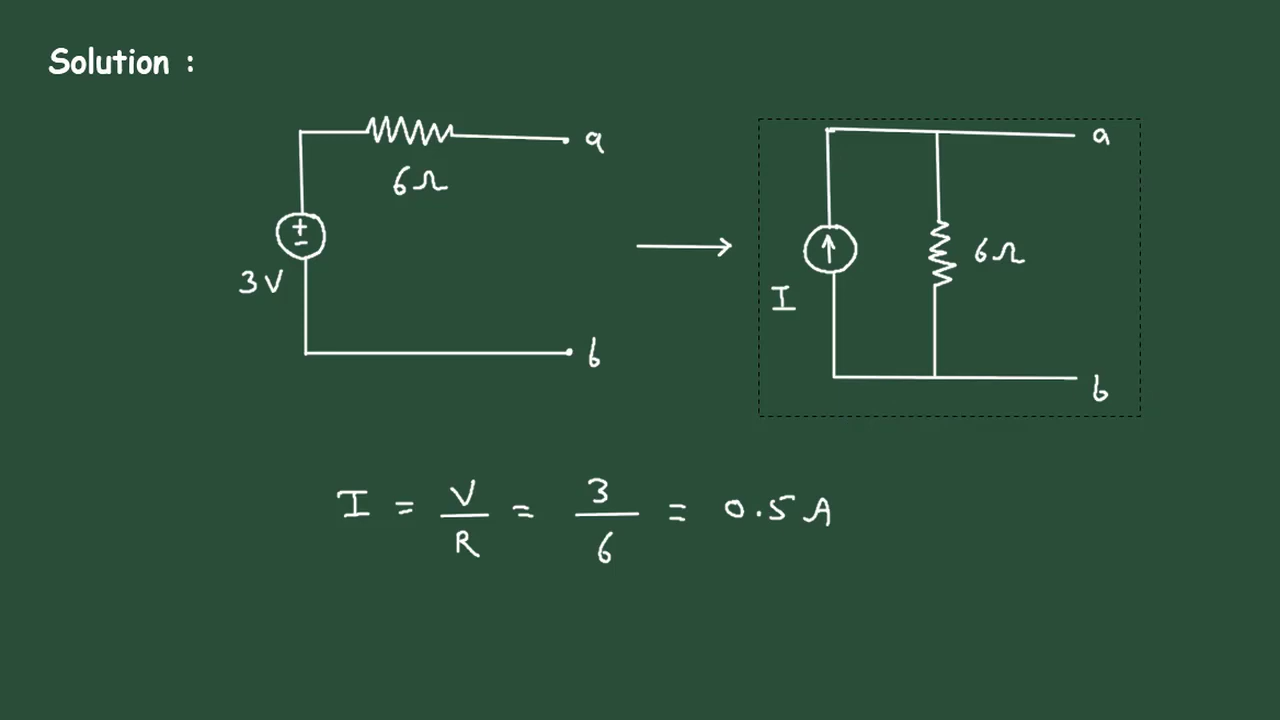 Solution :
a
6Ω
+
−
3V
b
a
6Ω
I
b
I = V/R = 3/6 = 0.5 A